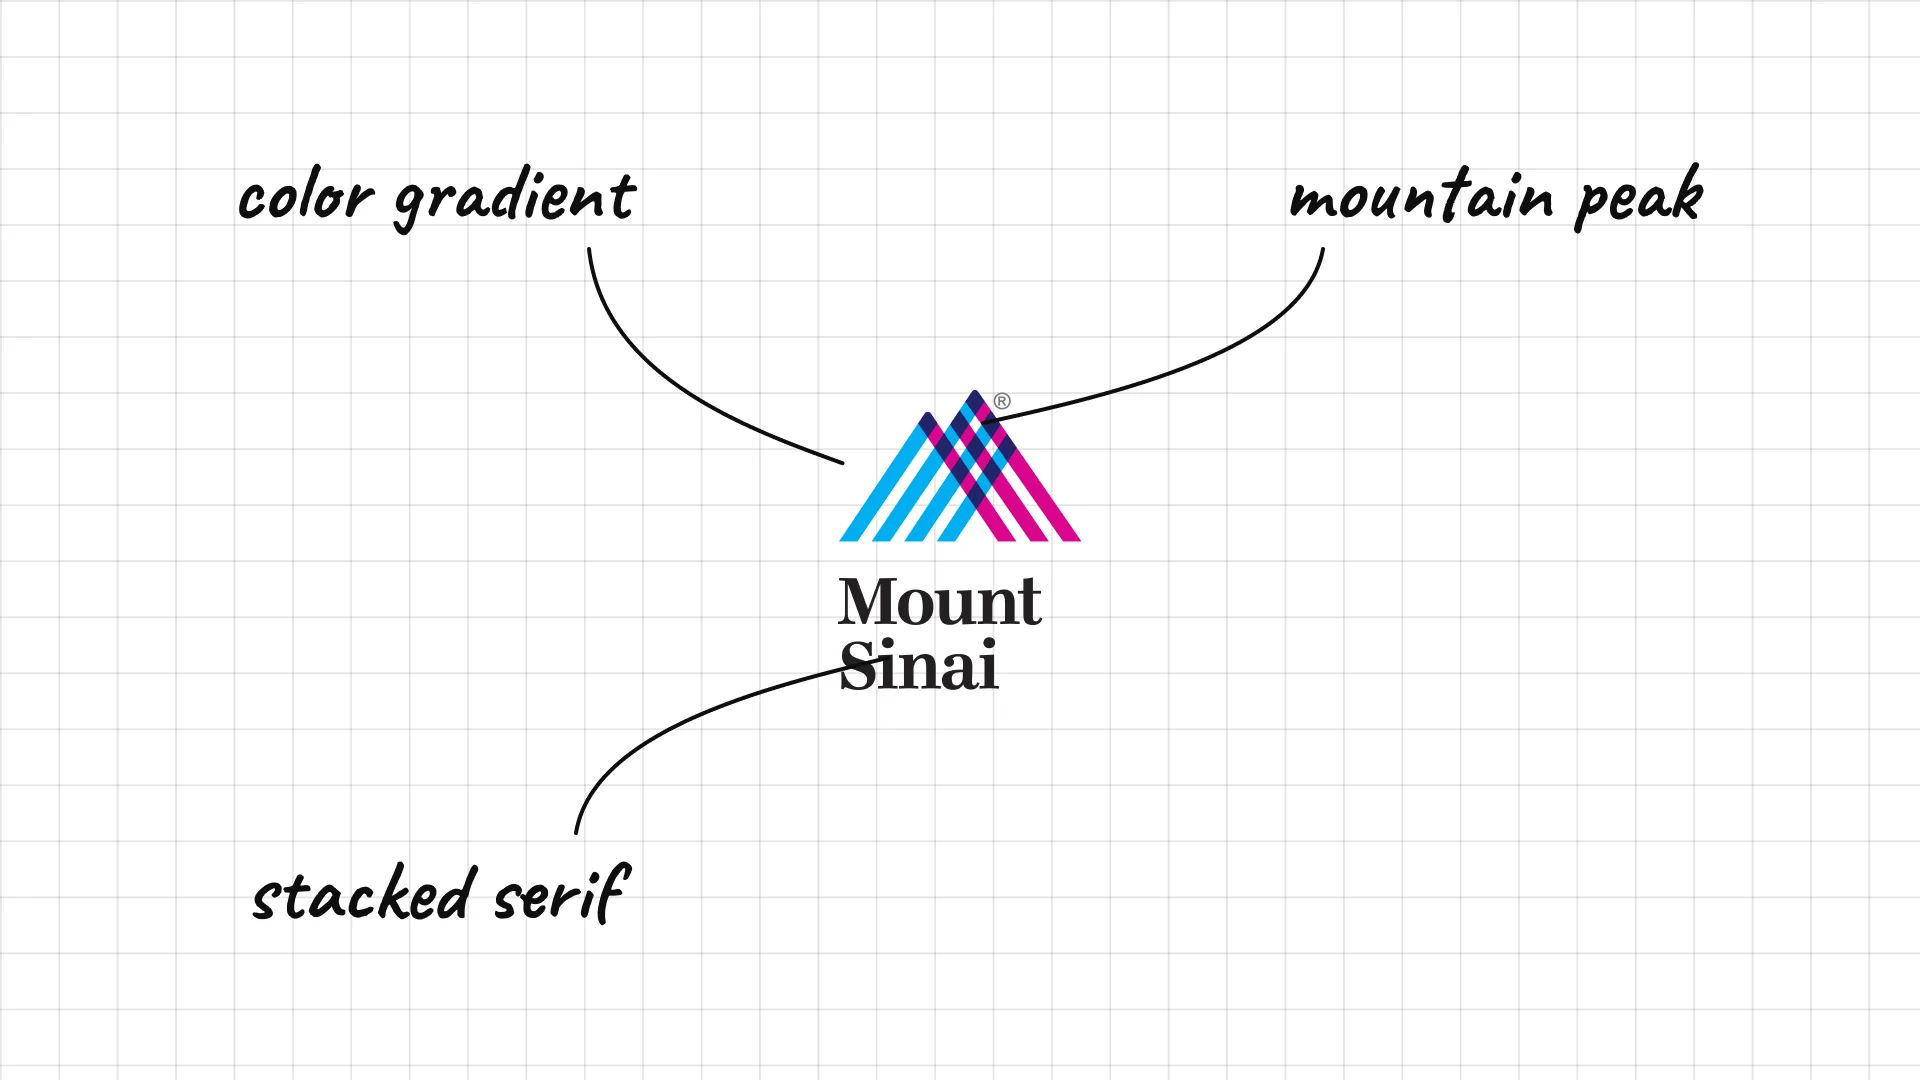 color gradient
mountain peak
®
Mount
Sinai
stacked serif